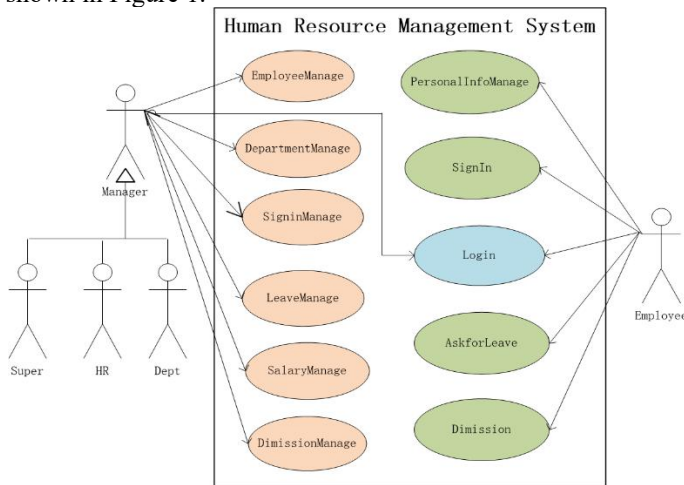 shown in Figure 1.
Human Resource Management System
EmployeeManage
PersonalInfoManage
DepartmentManage
SignIn
Manager
SigninManage
Login
Employee
LeaveManage
AskforLeave
Super
HR
Dept
SalaryManage
Dimission
DimissionManage